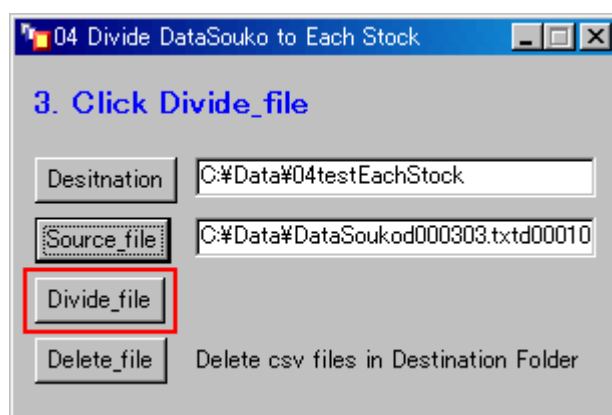 04 Divide DataSouko to Each Stock
3. Click Divide_file
Desitnation
C:¥Data¥04testEachStock
Source_file
C:¥Data¥DataSoukod000303.txtd00010
Divide_file
Delete_file
Delete csv files in Destination Folder